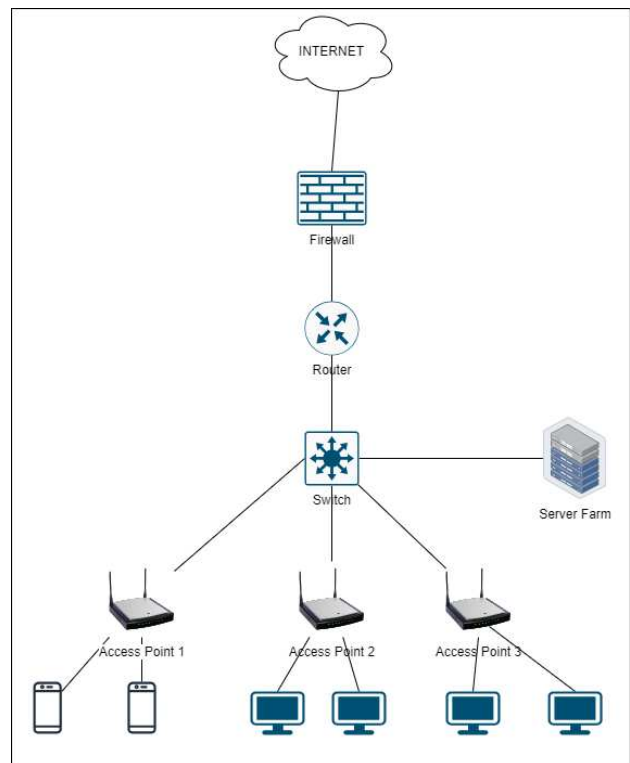 INTERNET
Firewall
Router
Switch
Server Farm
Access Point 1
Access Point 2
Access Point 3